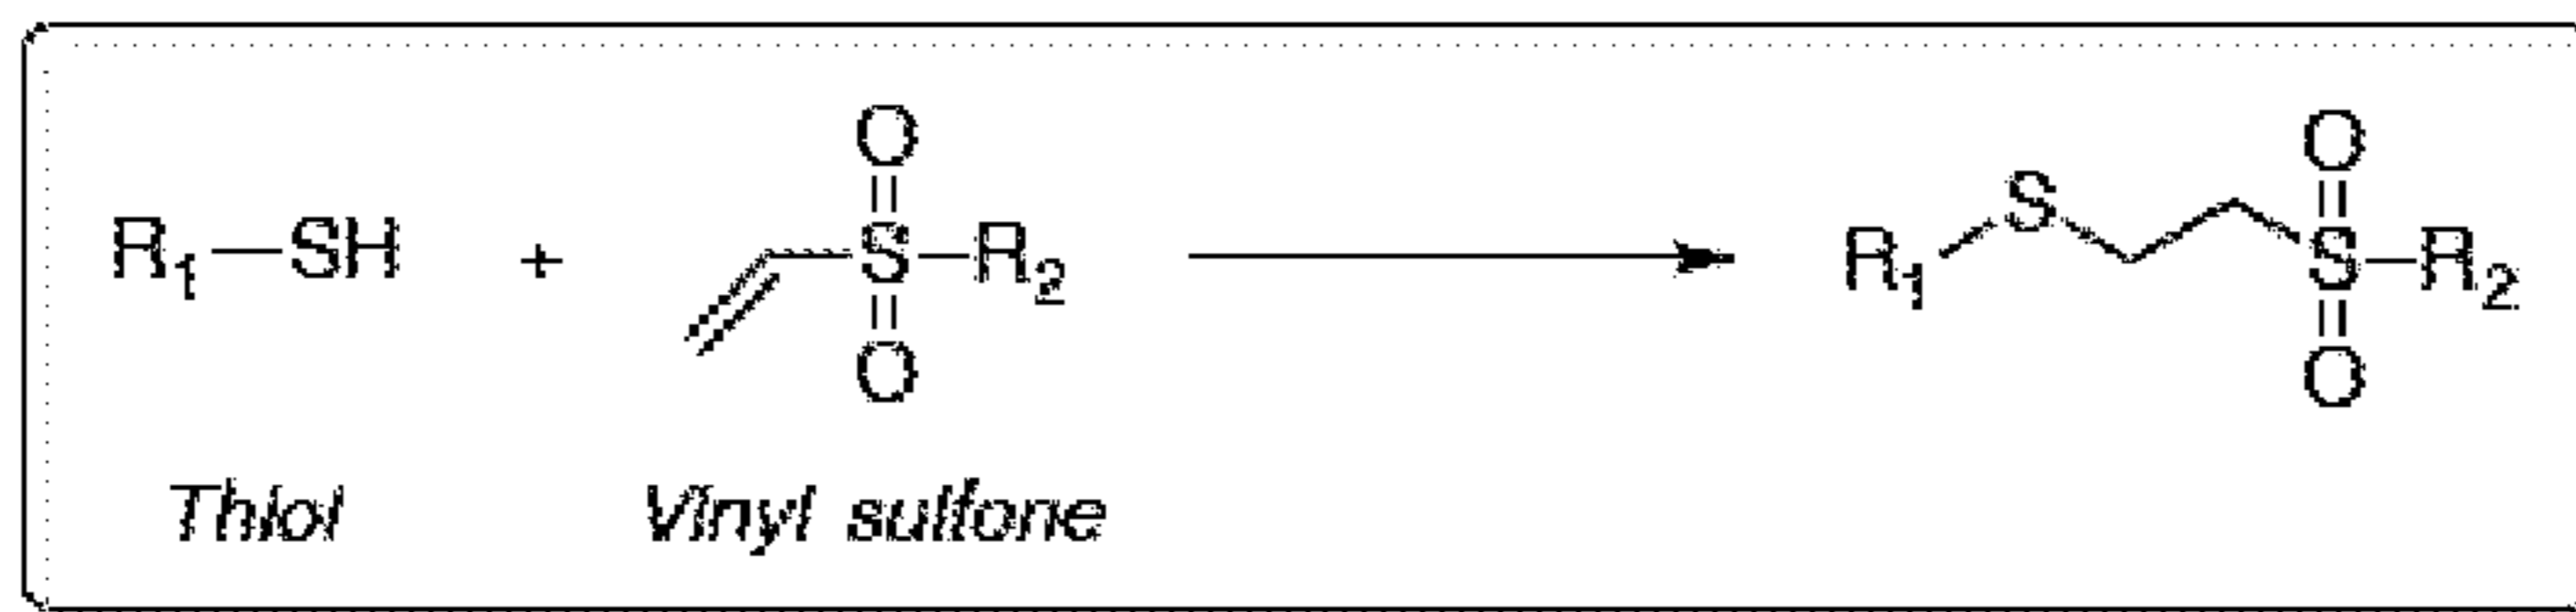 O O
R1 SH + S R2 R1 S S R2
O O
Thiol Vinyl sulfone